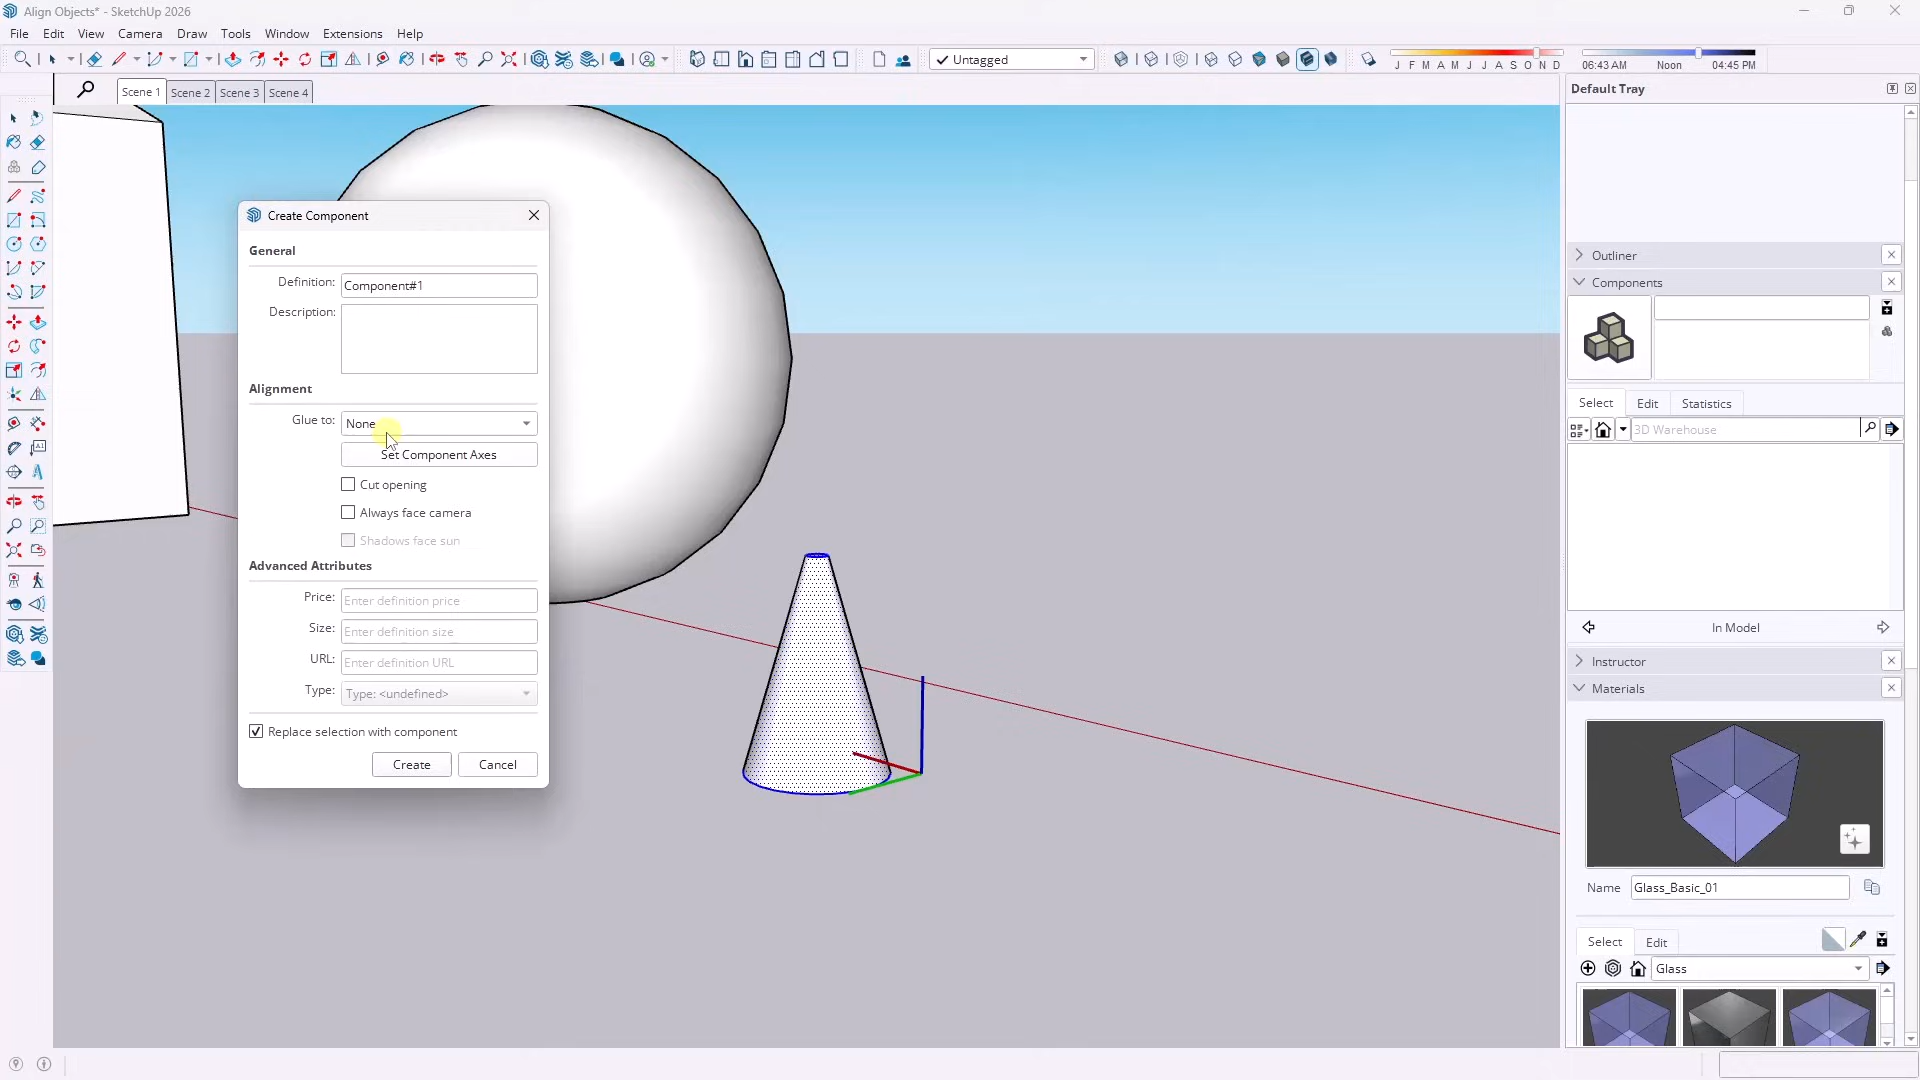 Align Objects* - SketchUp 2026
File Edit View Camera Draw Tools Window Extensions Help
Untagged
J F M A M J J A S O N D
06:43 AM Noon 04:45 PM
Scene 1 Scene 2 Scene 3 Scene 4
Default Tray
Create Component
General
Definition: Component#1
Description:
Alignment
Glue to: None
Set Component Axes
Cut opening
Always face camera
Shadows face sun
Advanced Attributes
Price: Enter definition price
Size: Enter definition size
URL: Enter definition URL
Type: Type: <undefined>
Replace selection with component
Create Cancel
Outliner
Components
Select Edit Statistics
3D Warehouse
In Model
Instructor
Materials
Name Glass_Basic_01
Select Edit
Glass